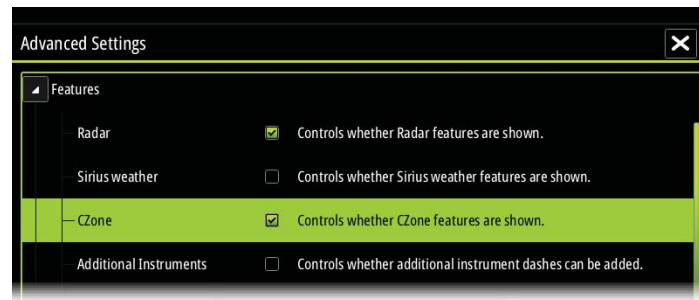 Advanced Settings
Features
Radar Controls whether Radar features are shown.
Sirius weather Controls whether Sirius weather features are shown.
CZone Controls whether CZone features are shown.
Additional Instruments Controls whether additional instrument dashes can be added.